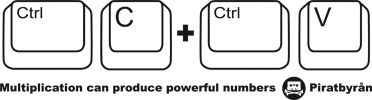 Ctrl C + Ctrl V
Multiplication can produce powerful numbers Piratbyrån